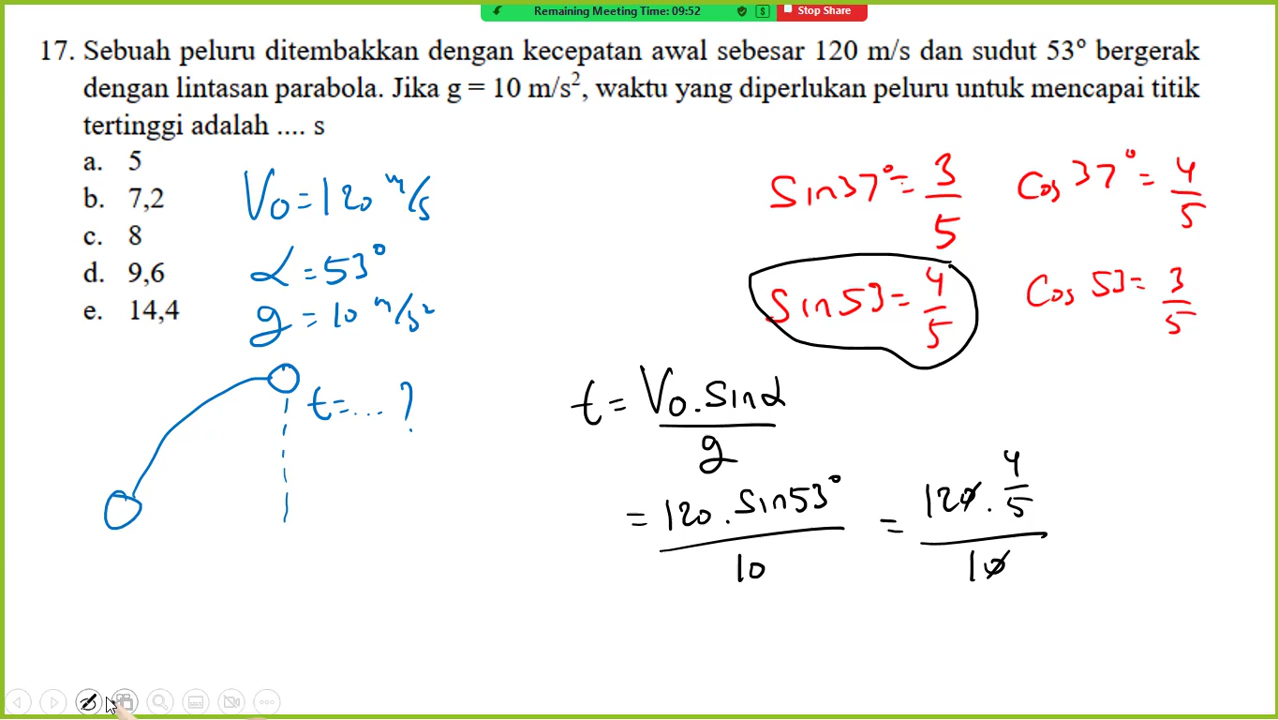 Remaining Meeting Time: 09:52
Stop Share
17. Sebuah peluru ditembakkan dengan kecepatan awal sebesar 120 m/s dan sudut 53° bergerak
dengan lintasan parabola. Jika g = 10 m/s², waktu yang diperlukan peluru untuk mencapai titik
tertinggi adalah .... s
a. 5
b. 7,2
c. 8
d. 9,6
e. 14,4
V₀ = 120 m/s
α = 53°
g = 10 m/s²
t = ... ?
Sin 37° = 3/5
Cos 37° = 4/5
Sin 53 = 4/5
Cos 53 = 3/5
t = V₀ . Sin α / g
= 120 . Sin 53° / 10 = 120 . 4/5 / 10